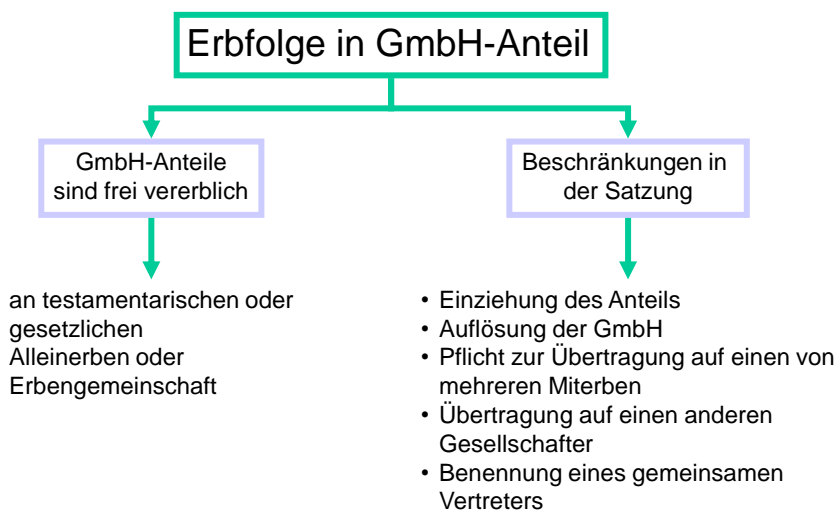 Erbfolge in GmbH-Anteil
GmbH-Anteile
sind frei vererblich
an testamentarischen oder
gesetzlichen
Alleinerben oder
Erbengemeinschaft
Beschränkungen in
der Satzung
• Einziehung des Anteils
• Auflösung der GmbH
• Pflicht zur Übertragung auf einen von
mehreren Miterben
• Übertragung auf einen anderen
Gesellschafter
• Benennung eines gemeinsamen
Vertreters